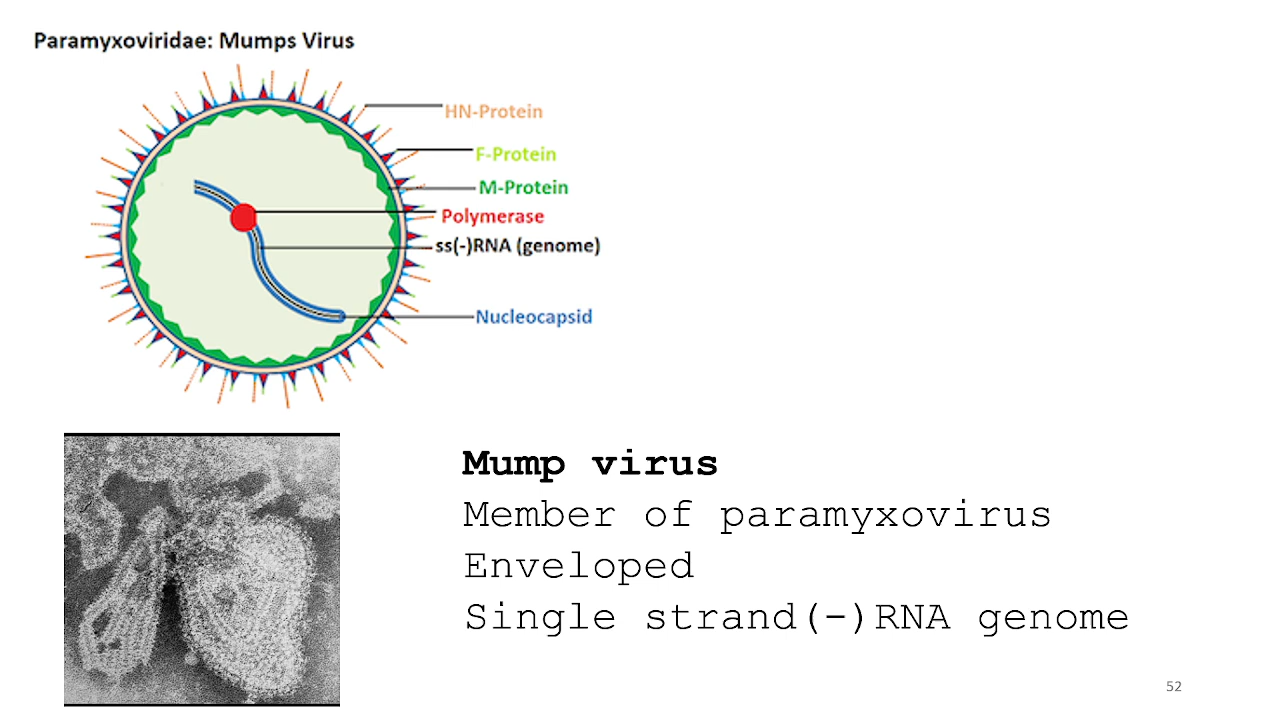 Paramyxoviridae: Mumps Virus
HN-Protein
F-Protein
M-Protein
Polymerase
ss(-)RNA (genome)
Nucleocapsid
Mump virus
Member of paramyxovirus
Enveloped
Single strand(-)RNA genome
52